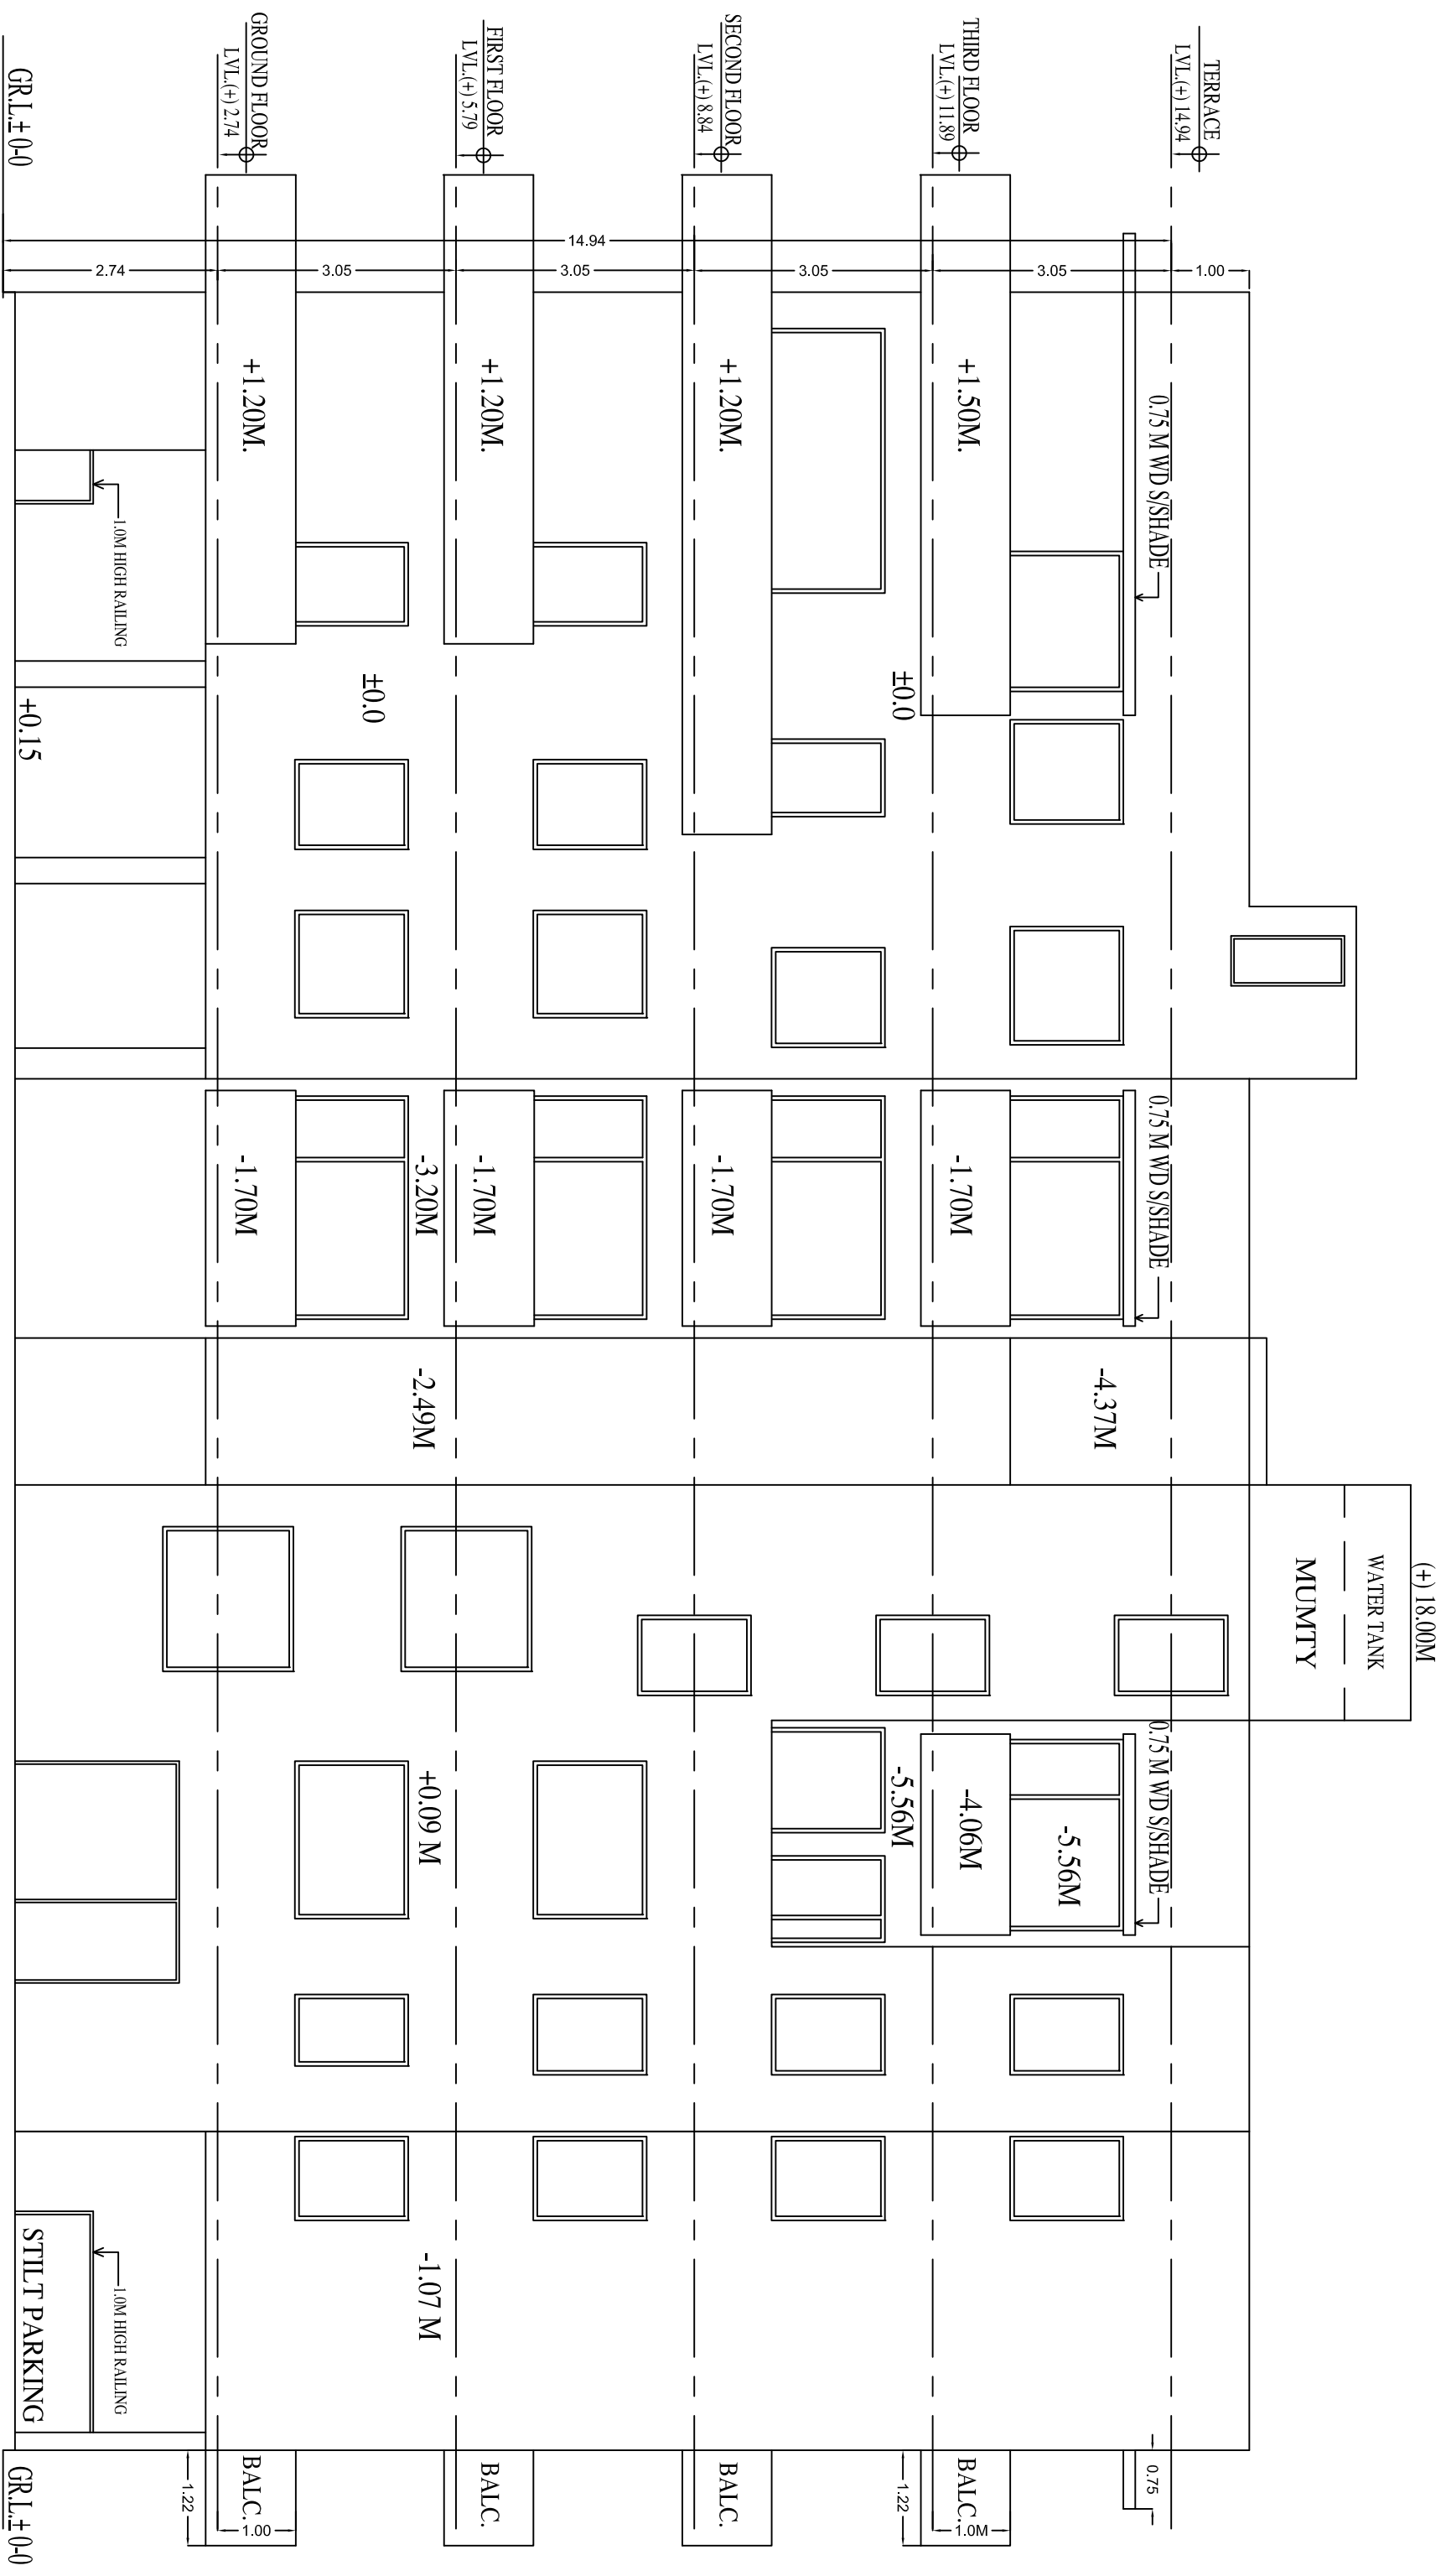 (+) 18.00M
WATER TANK
MUMTY
TERRACE
LVL.(+) 14.94
1.00
0.75 M WD S/SHADE
0.75 M WD S/SHADE
0.75 M WD S/SHADE
0.75
-4.37M
-5.56M
3.05
THIRD FLOOR
LVL.(+) 11.89
+1.50M.
-1.70M
-4.06M
BALC.
1.0M
±0.0
-5.56M
1.22
3.05
SECOND FLOOR
LVL.(+) 8.84
+1.20M.
-1.70M
BALC.
14.94
3.05
FIRST FLOOR
LVL.(+) 5.79
+1.20M.
-1.70M
BALC.
-3.20M
-2.49M
+0.09 M
-1.07 M
±0.0
3.05
GROUND FLOOR
LVL.(+) 2.74
+1.20M.
-1.70M
BALC.
1.00
1.22
2.74
1.0M HIGH RAILING
1.0M HIGH RAILING
+0.15
STILT PARKING
GR.L.± 0-0
GR.L.± 0-0